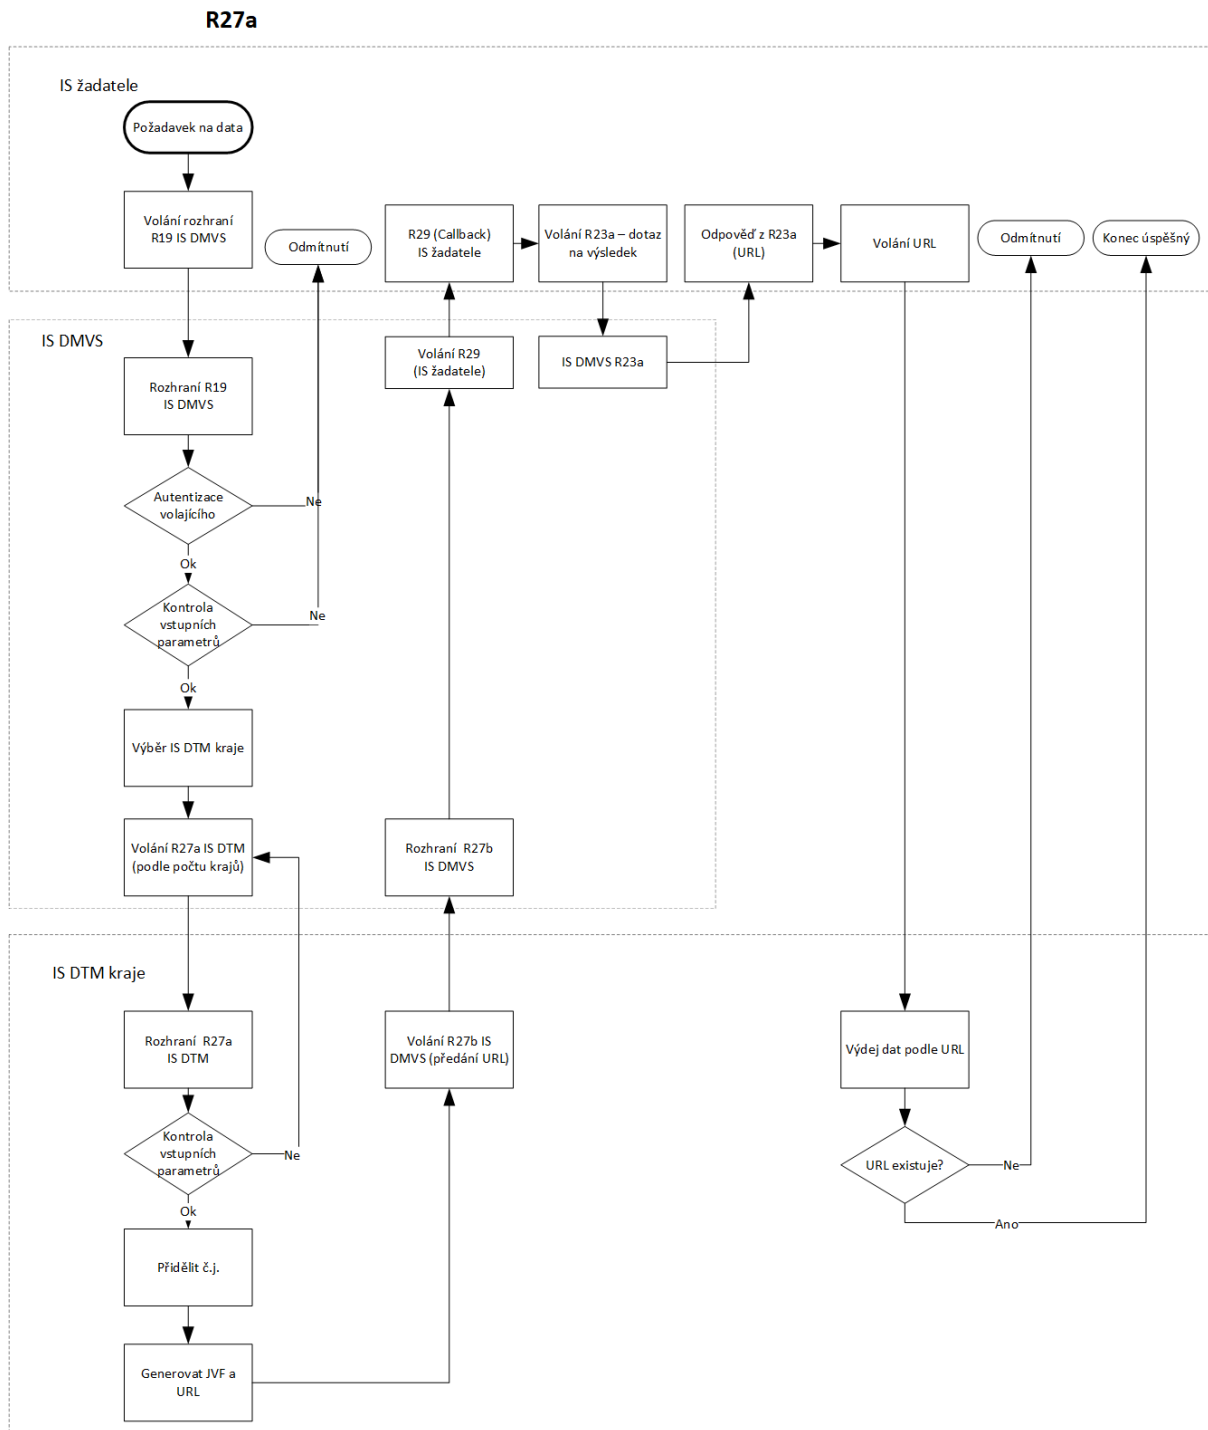 R27a
IS žadatele
Požadavek na data
Volání rozhraní
R19 IS DMVS
Odmítnutí
R29 (Callback)
IS žadatele
Volání R23a – dotaz
na výsledek
Odpověď z R23a
(URL)
Volání URL
Odmítnutí
Konec úspěšný
IS DMVS
Rozhraní R19
IS DMVS
Volání R29
(IS žadatele)
IS DMVS R23a
Autentizace
volajícího
Ne
Ok
Kontrola
vstupních
parametrů
Ne
Ok
Výběr IS DTM kraje
Volání R27a IS DTM
(podle počtu krajů)
Rozhraní R27b
IS DMVS
IS DTM kraje
Rozhraní R27a
IS DTM
Volání R27b IS
DMVS (předání URL)
Výdej dat podle URL
Kontrola
vstupních
parametrů
Ne
Ok
URL existuje?
Ne
Ano
Přidělit č.j.
Generovat JVF a
URL